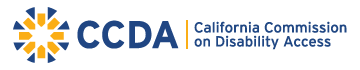 CCDA
California Commission
on Disability Access